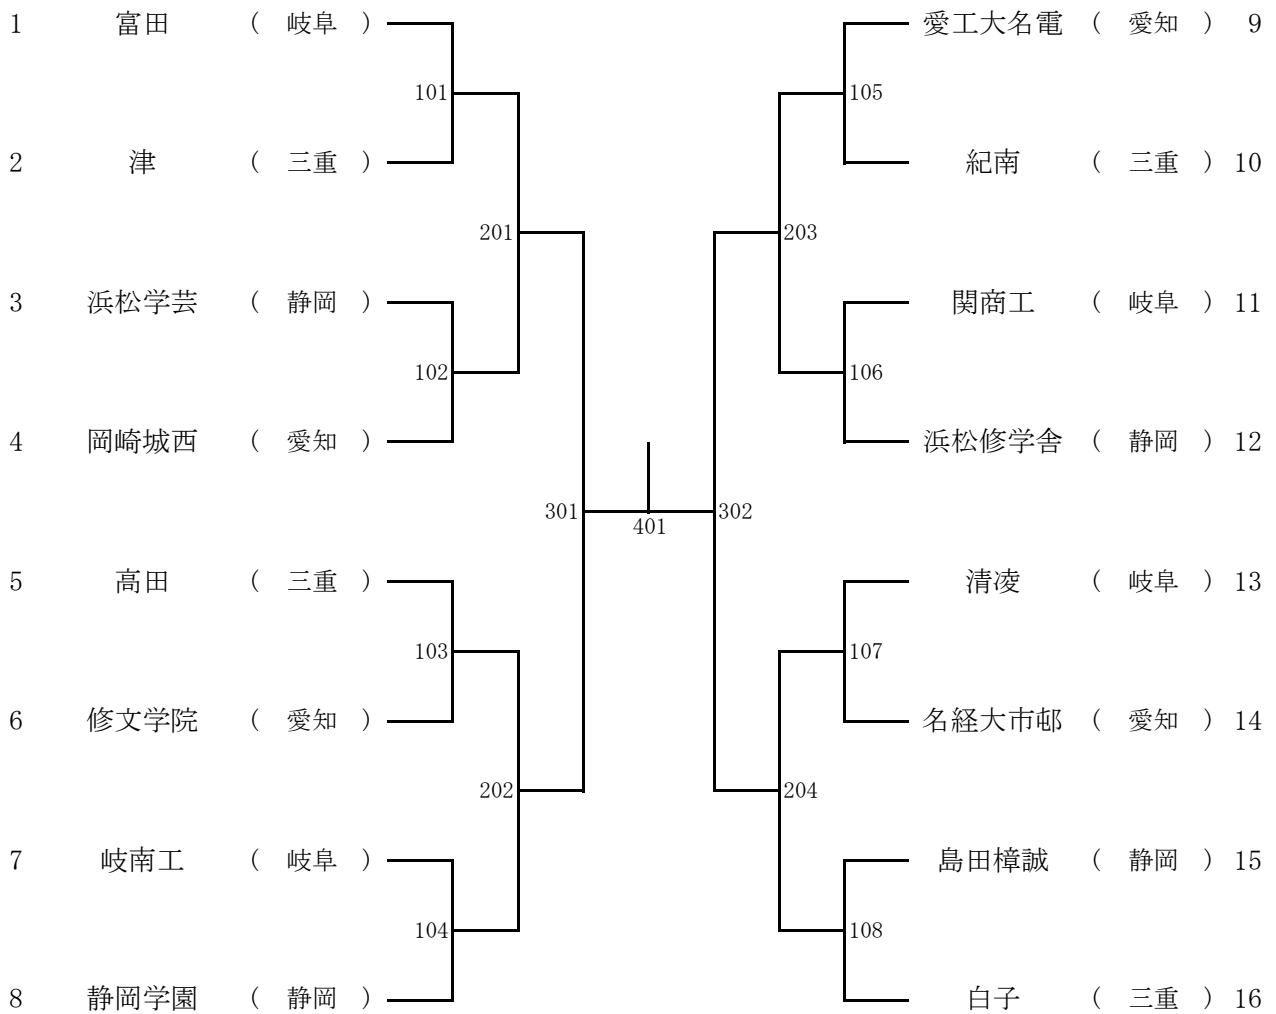 1 富田 ( 岐阜 ) 愛工大名電 ( 愛知 ) 9
101 105
2 津 ( 三重 ) 紀南 ( 三重 ) 10
201 203
3 浜松学芸 ( 静岡 ) 関商工 ( 岐阜 ) 11
102 106
4 岡崎城西 ( 愛知 ) 浜松修学舎 ( 静岡 ) 12
301 401 302
5 高田 ( 三重 ) 清凌 ( 岐阜 ) 13
103 107
6 修文学院 ( 愛知 ) 名経大市邨 ( 愛知 ) 14
202 204
7 岐南工 ( 岐阜 ) 島田樟誠 ( 静岡 ) 15
104 108
8 静岡学園 ( 静岡 ) 白子 ( 三重 ) 16